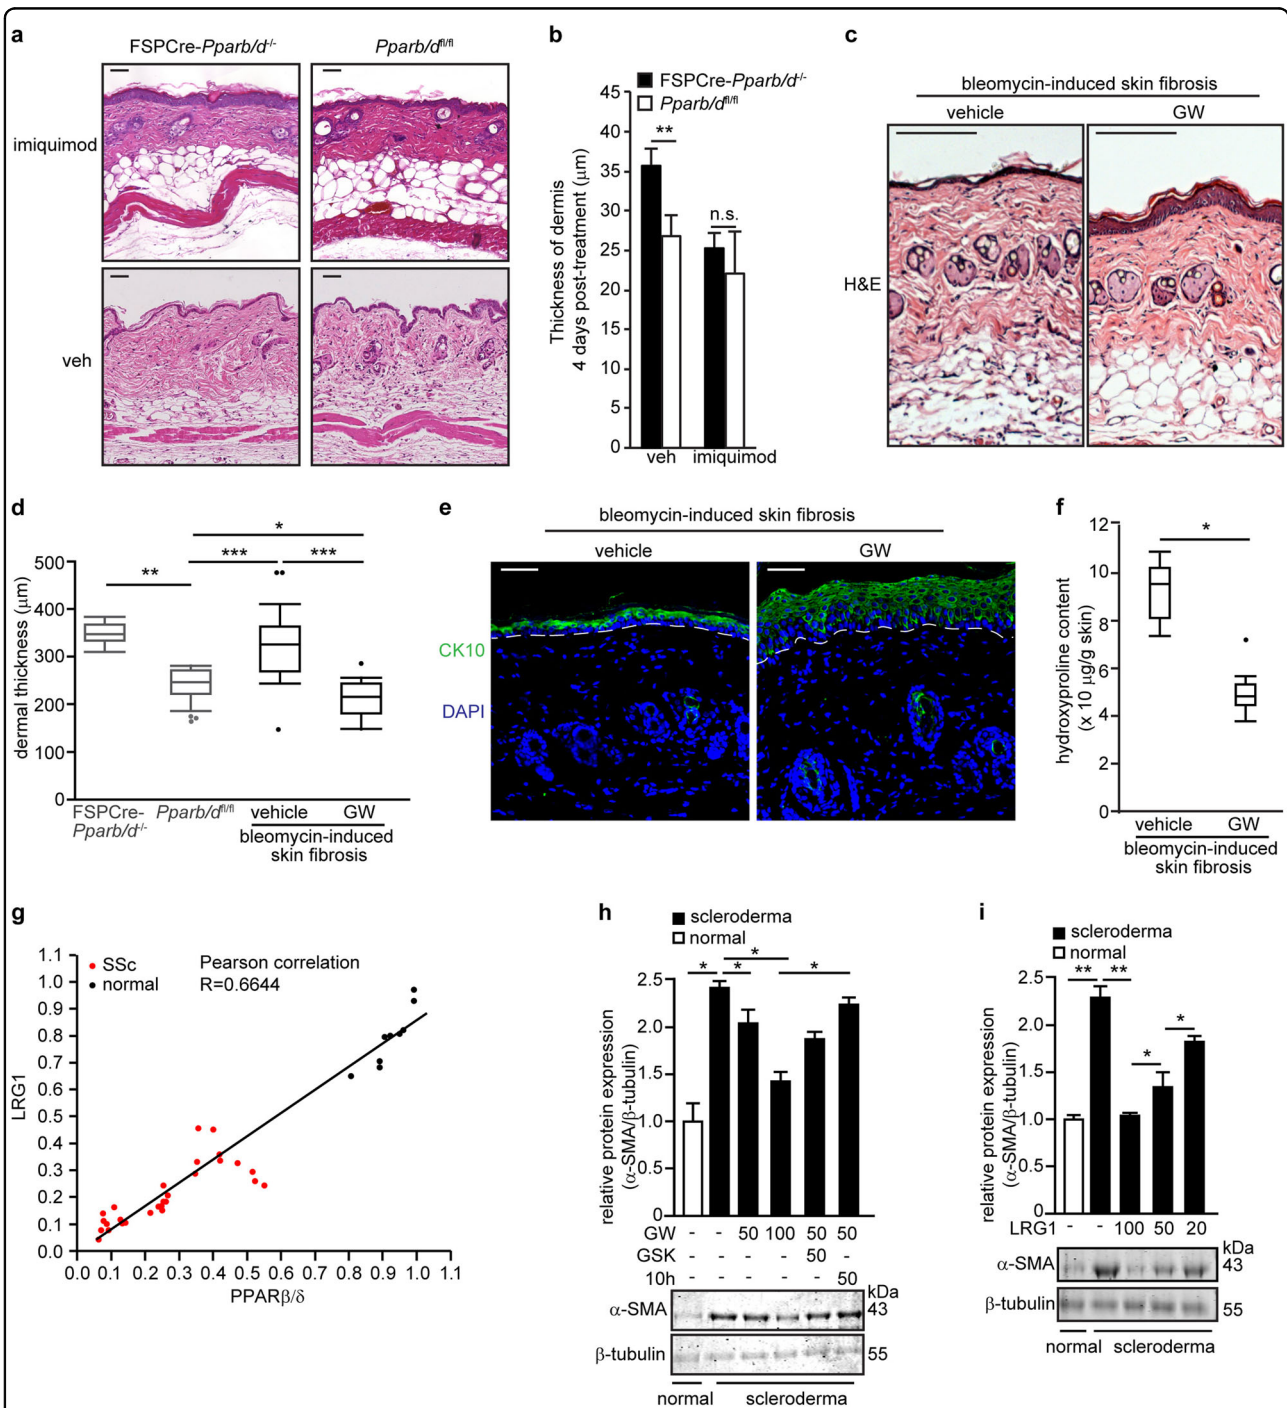 a
FSPCre-Pparb/d-/-
Pparb/dfl/fl
imiquimod
veh
b
FSPCre-Pparb/d-/-
Pparb/dfl/fl
Thickness of dermis
4 days post-treatment (μm)
45
40
35
30
25
20
15
10
5
0
**
n.s.
veh
imiquimod
c
bleomycin-induced skin fibrosis
vehicle
GW
H&E
d
dermal thickness (μm)
500
400
300
200
100
0
**
***
*
***
FSPCre-
Pparb/d-/-
Pparb/dfl/fl
vehicle
GW
bleomycin-induced
skin fibrosis
e
bleomycin-induced skin fibrosis
vehicle
GW
CK10
DAPI
f
hydroxyproline content
(x 10 μg/g skin)
12
10
8
6
4
2
0
*
vehicle
GW
bleomycin-induced
skin fibrosis
g
SSc
normal
Pearson correlation
R=0.6644
LRG1
1.1
1.0
0.9
0.8
0.7
0.6
0.5
0.4
0.3
0.2
0.1
0.0
0.0 0.1 0.2 0.3 0.4 0.5 0.6 0.7 0.8 0.9 1.0 1.1
PPARβ/δ
h
scleroderma
normal
relative protein expression
(α-SMA/β-tubulin)
2.5
2.0
1.5
1.0
0.5
0
* * * *
GW - - 50 100 50 50
GSK - - - - 50 -
10h - - - - - 50
kDa
α-SMA 43
β-tubulin 55
normal scleroderma
i
scleroderma
normal
relative protein expression
(α-SMA/β-tubulin)
2.5
2.0
1.5
1.0
0.5
0
** ** * *
LRG1 - - 100 50 20
kDa
α-SMA 43
β-tubulin 55
normal scleroderma